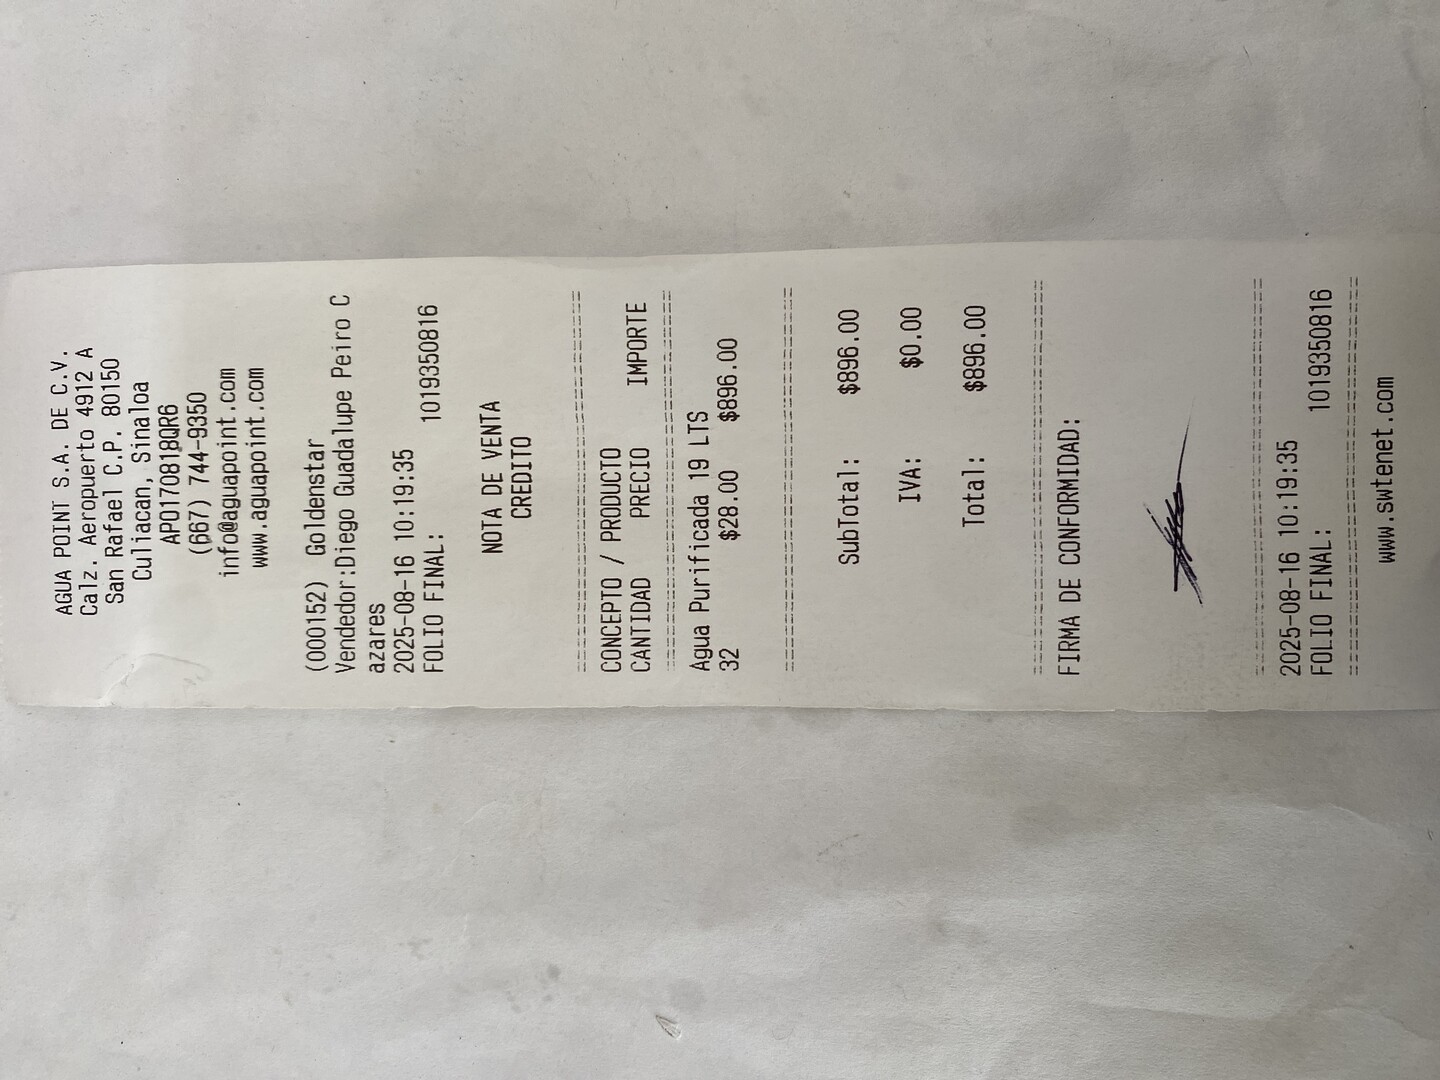 AGUA POINT S.A. DE C.V.
Calz. Aeropuerto 4912 A
San Rafael C.P. 80150
Culiacan, Sinaloa
APO170818QR6
(667) 744-9350
info@aguapoint.com
www.aguapoint.com
(000152) Goldenstar
Vendedor:Diego Guadalupe Peiro C
azares
2025-08-16 10:19:35
FOLIO FINAL: 1019350816
NOTA DE VENTA
CREDITO
================================
CONCEPTO / PRODUCTO
CANTIDAD PRECIO IMPORTE
================================
Agua Purificada 19 LTS
32 $28.00 $896.00
================================
SubTotal: $896.00
IVA: $0.00
Total: $896.00
================================
FIRMA DE CONFORMIDAD:
================================
2025-08-16 10:19:35
FOLIO FINAL: 1019350816
================================
www.swtenet.com